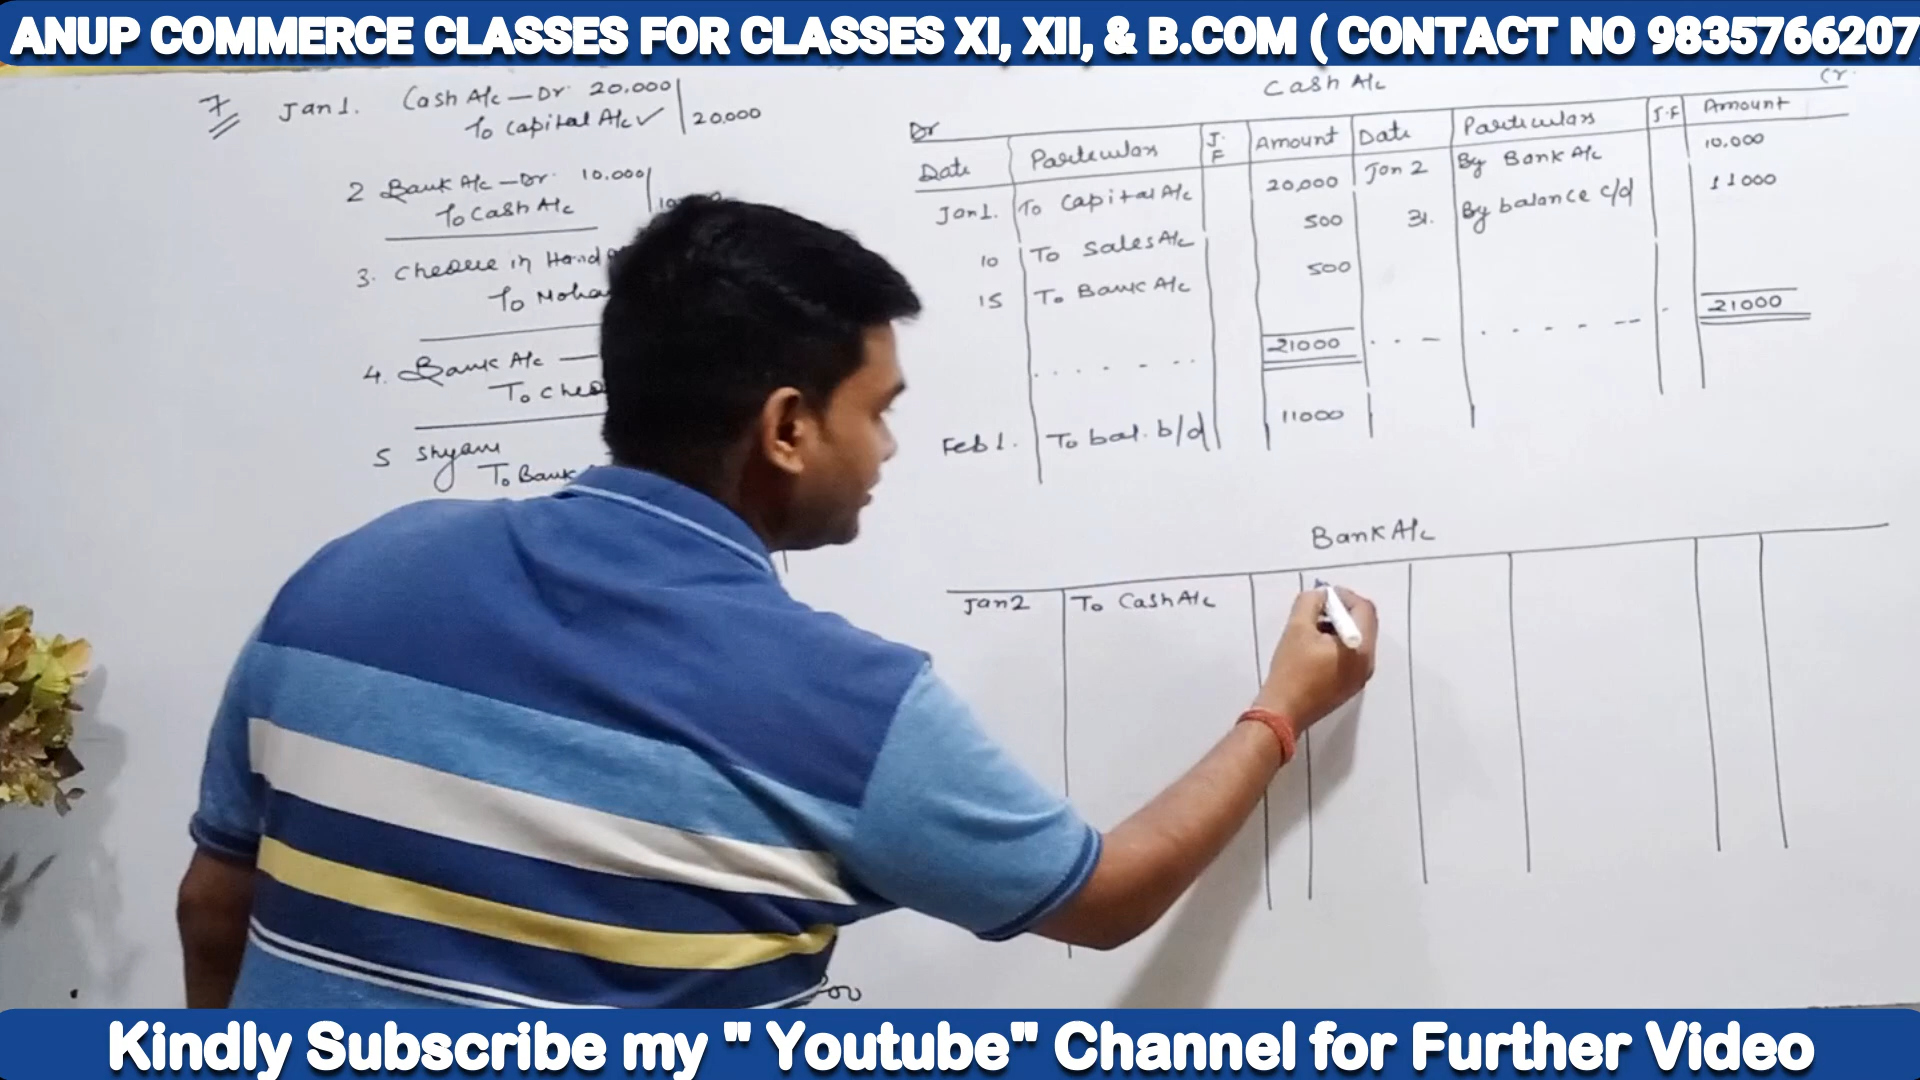 ANUP COMMERCE CLASSES FOR CLASSES XI, XII, & B.COM ( CONTACT NO 9835766207
7 Jan 1. Cash A/c — Dr 20,000
To Capital A/c ✓ 20,000
2 Bank A/c — Dr 10,000
To Cash A/c
3. Cheque in Hand
To
4. Bank A/c —
To
5 Shyam
To Bank
Cash A/c
Dr Cr
Date Particulars J.F Amount Date Particulars J.F Amount
Jan 1. To Capital A/c 20,000 Jan 2 By Bank A/c 10,000
10 To Sales A/c 500 31. By balance c/d 11000
15 To Bank A/c 500
21000 21000
Feb 1. To bal. b/d 11000
Bank A/c
Jan 2 To Cash A/c
Kindly Subscribe my " Youtube" Channel for Further Video